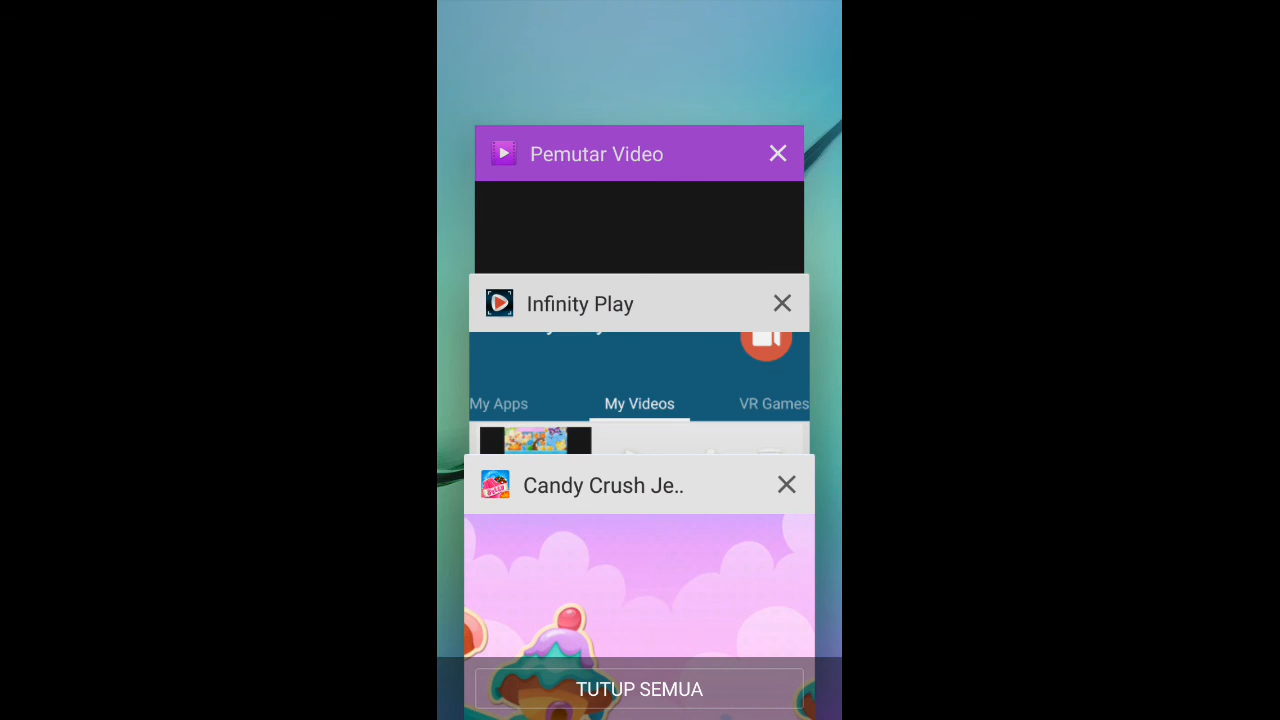 Pemutar Video
Infinity Play
My Apps
My Videos
VR Games
Candy Crush Je..
TUTUP SEMUA